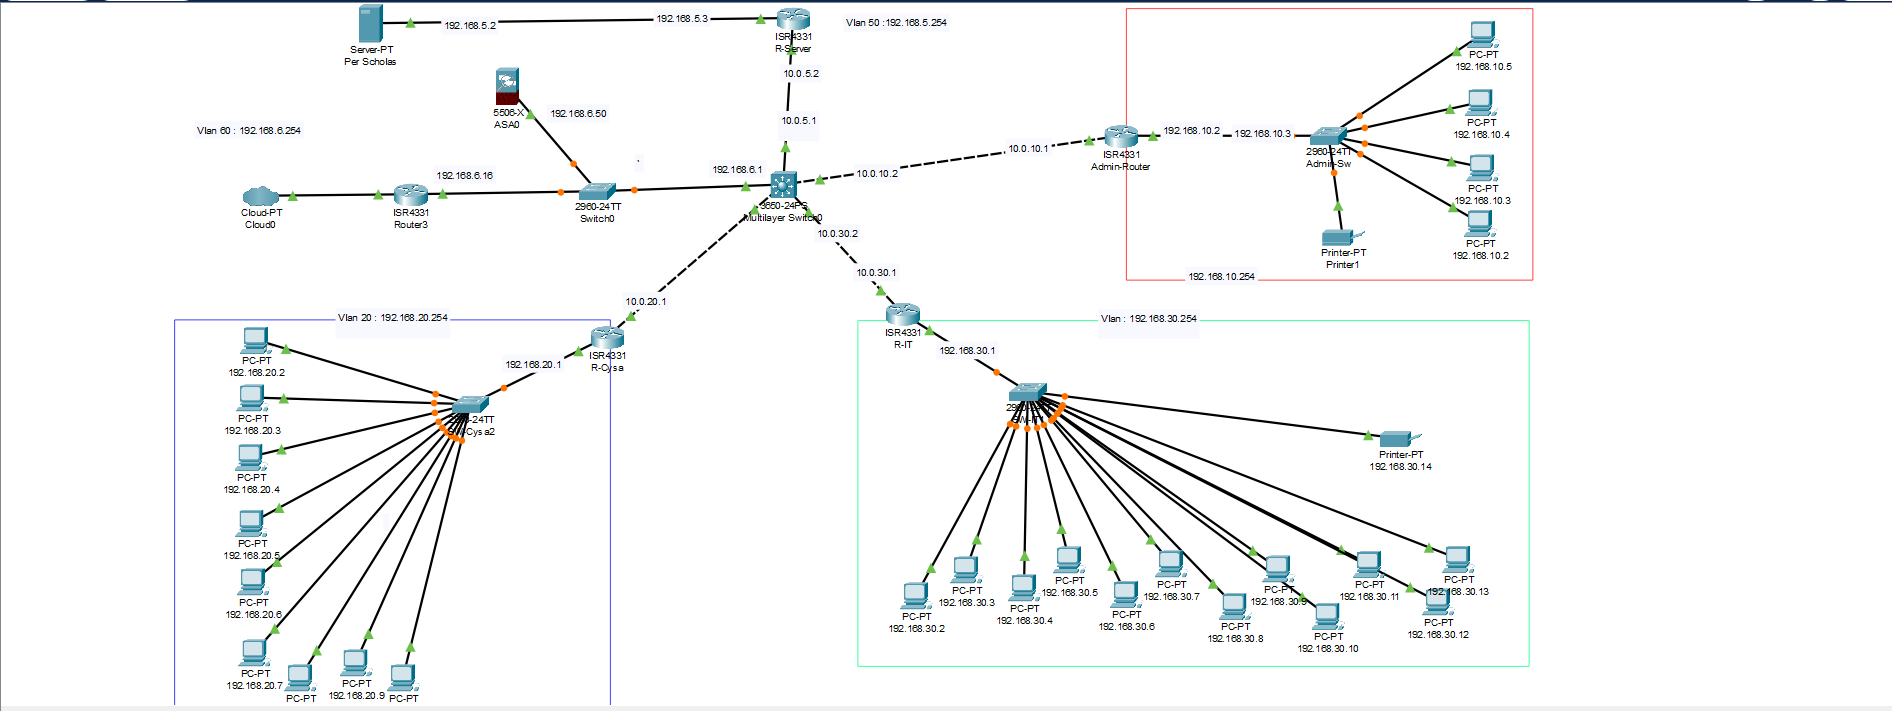 Server-PT
Per Scholas
192.168.5.2
192.168.5.3
ISR4331
R-Server
Vlan 50 :192.168.5.254
10.0.5.2
10.0.5.1
5506-X
ASA0
192.168.6.50
Vlan 60 : 192.168.6.254
Cloud-PT
Cloud0
ISR4331
Router3
192.168.6.16
2960-24TT
Switch0
192.168.6.1
3650-24PS
Multilayer Switch0
10.0.10.2
10.0.10.1
ISR4331
Admin-Router
192.168.10.2
192.168.10.3
2960-24TT
Admin-Sw
PC-PT
192.168.10.5
PC-PT
192.168.10.4
PC-PT
192.168.10.3
PC-PT
192.168.10.2
Printer-PT
Printer1
192.168.10.254
10.0.30.2
10.0.30.1
10.0.20.1
Vlan 20 : 192.168.20.254
ISR4331
R-Cysa
192.168.20.1
-24TT
Cysa2
PC-PT
192.168.20.2
PC-PT
192.168.20.3
PC-PT
192.168.20.4
PC-PT
192.168.20.5
PC-PT
192.168.20.6
PC-PT
192.168.20.7
PC-PT
PC-PT
192.168.20.9
PC-PT
ISR4331
R-IT
192.168.30.1
Vlan : 192.168.30.254
Printer-PT
192.168.30.14
PC-PT
192.168.30.2
PC-PT
192.168.30.3
PC-PT
192.168.30.4
PC-PT
192.168.30.5
PC-PT
192.168.30.6
PC-PT
192.168.30.7
PC-PT
192.168.30.8
PC-PT
192.168.30.9
PC-PT
192.168.30.10
PC-PT
192.168.30.11
PC-PT
192.168.30.12
PC-PT
192.168.30.13